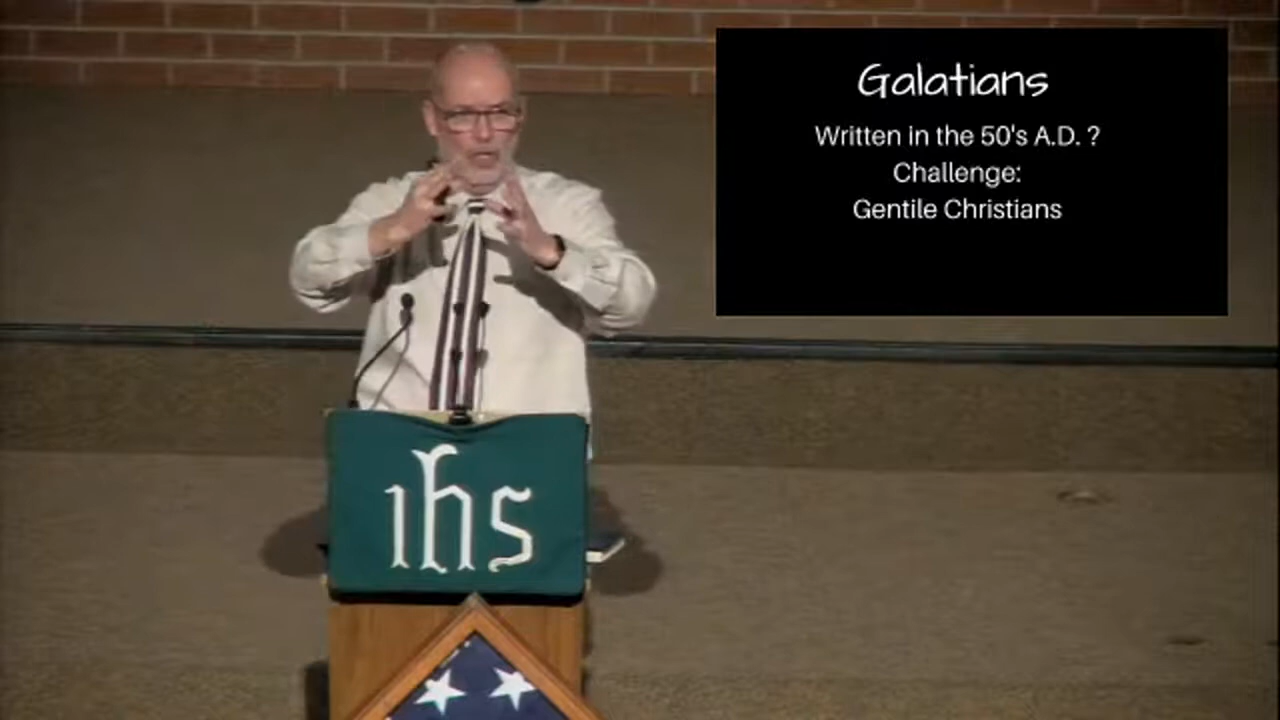 Galatians
Written in the 50's A.D. ?
Challenge:
Gentile Christians
ihs